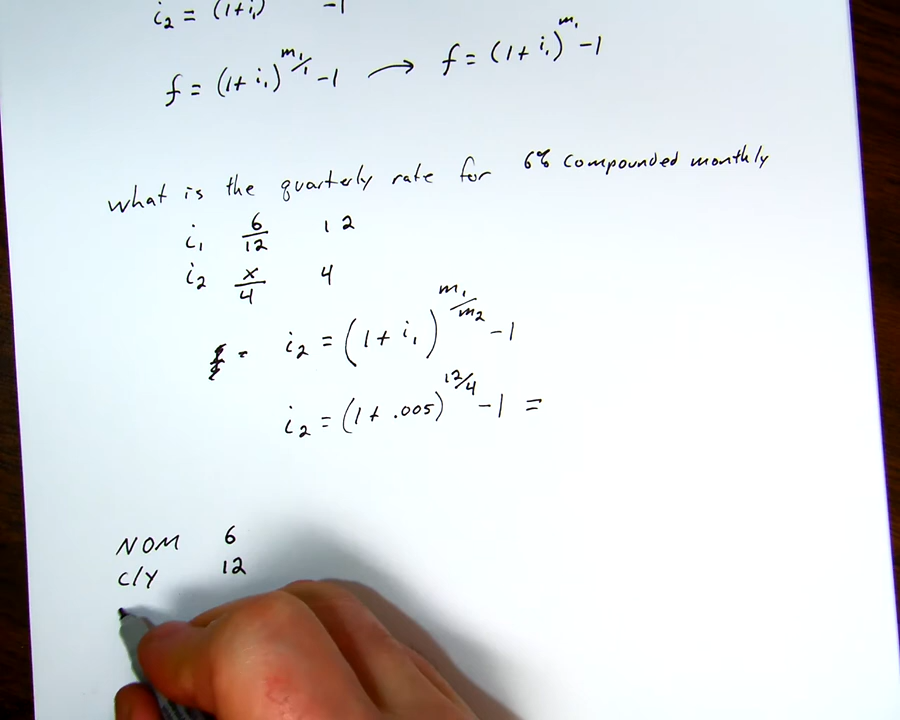 i₂ = (1+i₁) -1
f = (1+i₁)^m₁/1 -1 → f = (1+i₁)^m₁ -1
what is the quarterly rate for 6% compounded monthly
i₁ 6/12 12
i₂ x/4 4
= i₂ = (1+i₁)^m₁/m₂ -1
i₂ = (1+.005)^12/4 -1 =
NOM 6
C/Y 12